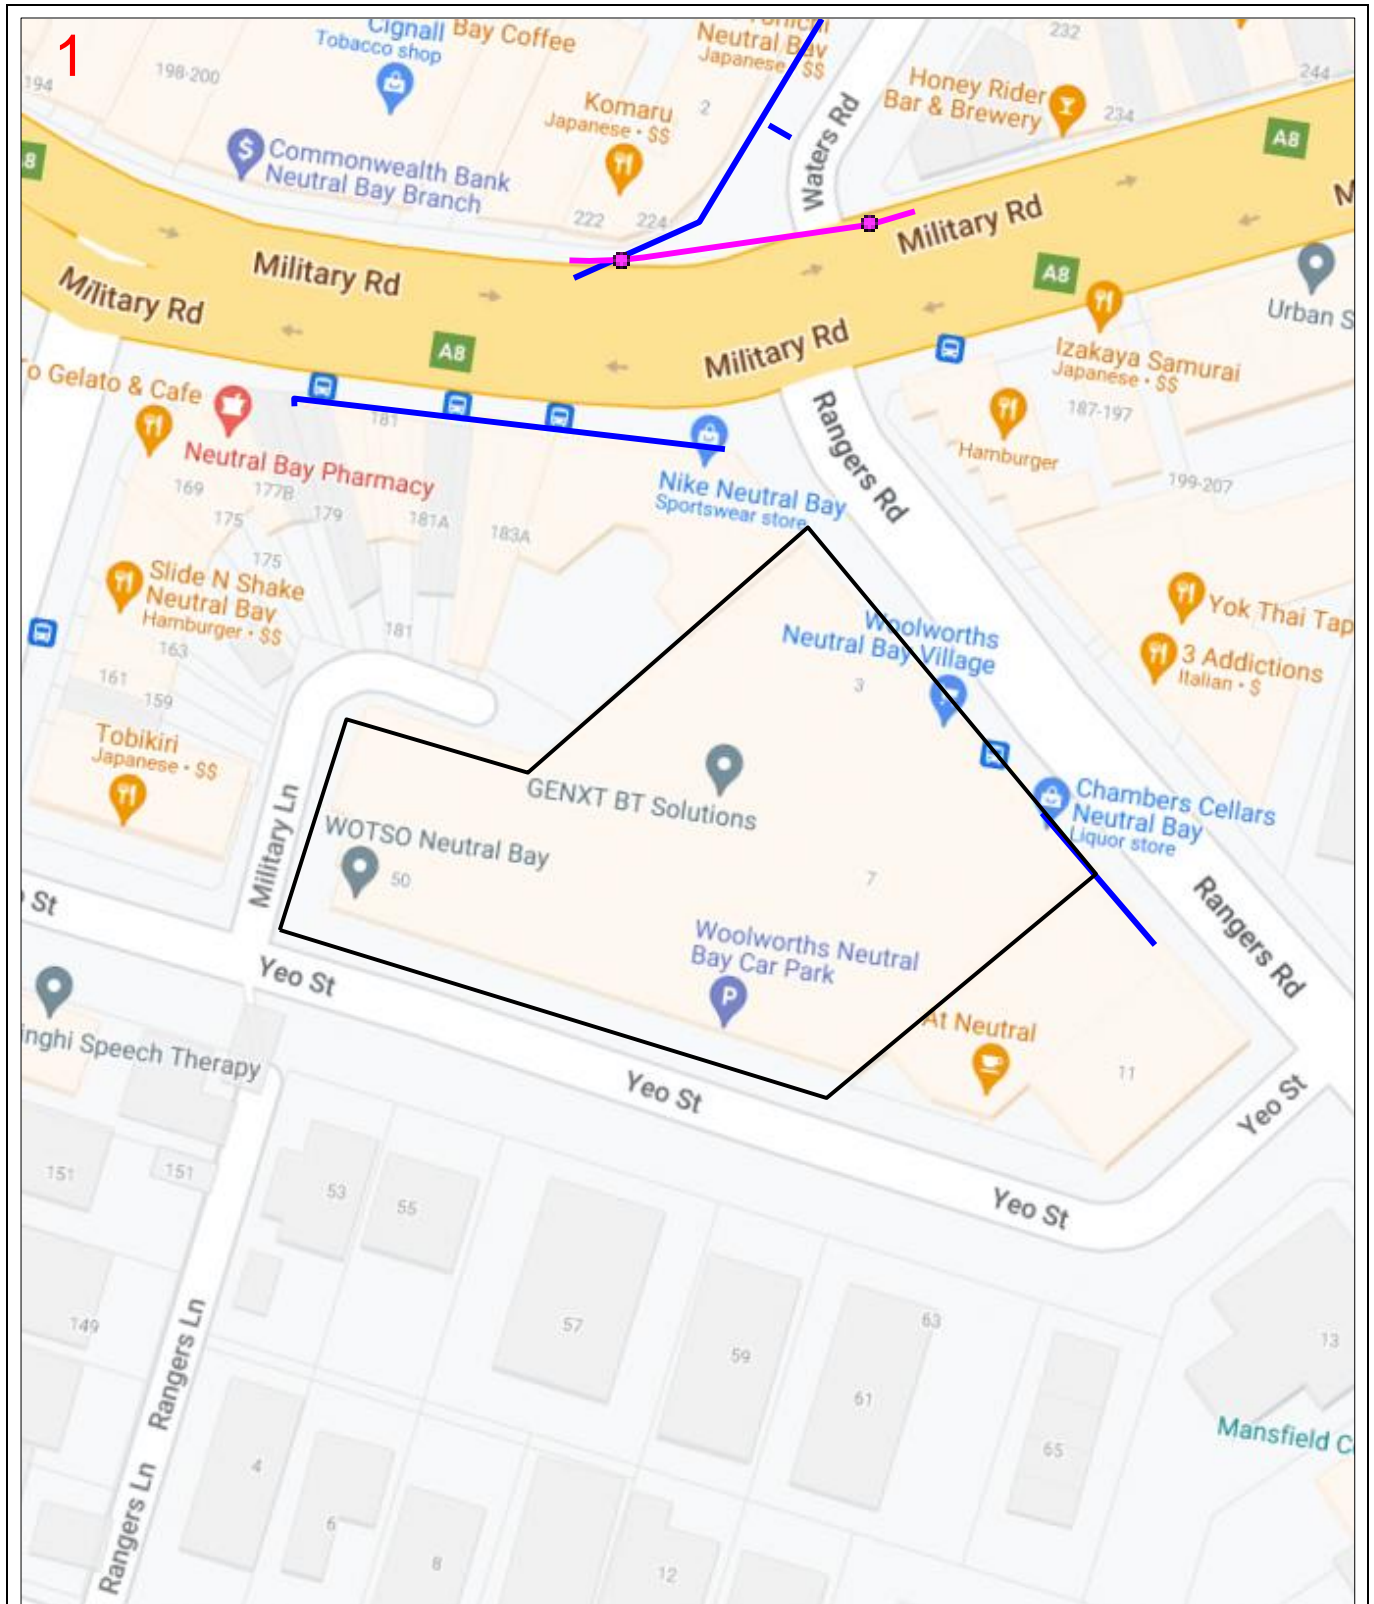 1
Cignall
Tobacco shop
Bay Coffee
Neutral Bay
Japanese • $$
232
244
194
198-200
Komaru
Japanese • $$
2
Waters Rd
Honey Rider
Bar & Brewery
234
A8
Commonwealth Bank
Neutral Bay Branch
222
224
Military Rd
Military Rd
Military Rd
A8
Urban S
Military Rd
A8
Military Rd
Izakaya Samurai
Japanese • $$
187-197
o Gelato & Cafe
181
Neutral Bay Pharmacy
Rangers Rd
Hamburger
199-207
169
177B
175
179
181A
183A
175
Nike Neutral Bay
Sportswear store
Slide N Shake
Neutral Bay
Hamburger • $$
163
181
161
159
Woolworths
Neutral Bay Village
3
Yok Thai Tap
3 Addictions
Italian • $
Tobikiri
Japanese • $$
Military Ln
GENXT BT Solutions
Chambers Cellars
Neutral Bay
Liquor store
WOTSO Neutral Bay
50
7
St
Yeo St
Woolworths Neutral
Bay Car Park
P
Rangers Rd
inghi Speech Therapy
At Neutral
11
Yeo St
Yeo St
151
151
53
55
Yeo St
149
Rangers Ln
57
59
63
61
13
65
Mansfield C
4
Rangers Ln
6
8
12